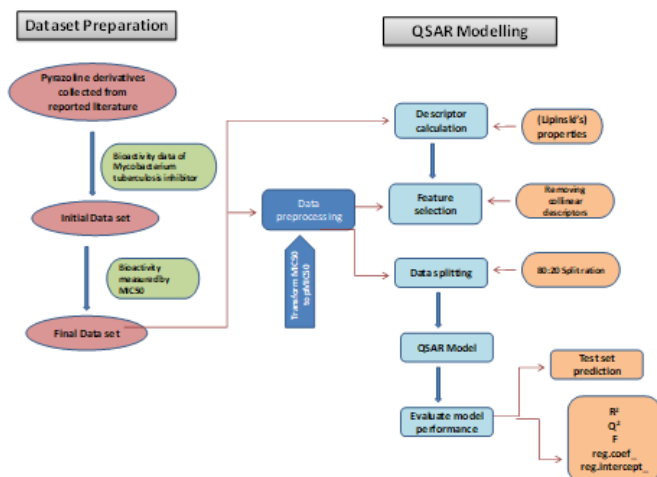 Dataset Preparation
QSAR Modelling
Pyrazoline derivatives
collected from
reported literature
Bioactivity data of
Mycobacterium
tuberculosis inhibitor
Initial Data set
Bioactivity
measured by
MIC50
Final Data set
Data
preprocessing
Transform MIC50
to pMIC50
Descriptor
calculation
(Lipinski's)
properties
Feature
selection
Removing
collinear
descriptors
Data splitting
80:20 Split ration
QSAR Model
Evaluate model
performance
Test set
prediction
R²
Q²
F
reg.coef_
reg.intercept_